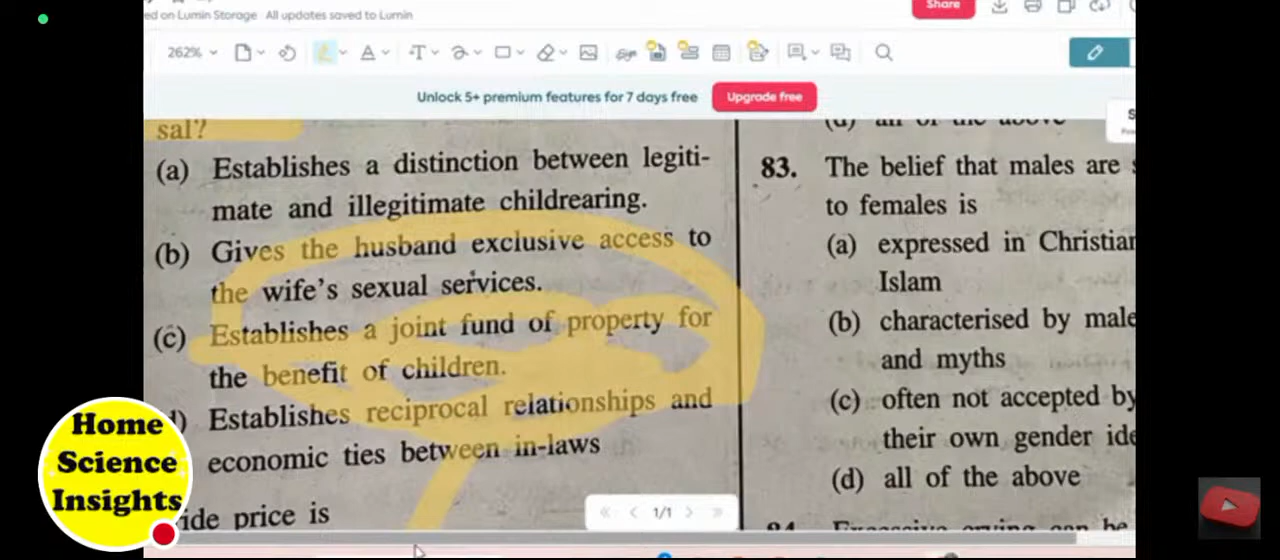 ed on Lumin Storage All updates saved to Lumin
Share
262%
Unlock 5+ premium features for 7 days free
Upgrade free
sal?
(a) Establishes a distinction between legiti-
mate and illegitimate childrearing.
(b) Gives the husband exclusive access to
the wife's sexual services.
(c) Establishes a joint fund of property for
the benefit of children.
d) Establishes reciprocal relationships and
economic ties between in-laws
ide price is
1/1
(d) all of the above
83. The belief that males are
to females is
(a) expressed in Christian
Islam
(b) characterised by male
and myths
(c) often not accepted by
their own gender ide
(d) all of the above
Home
Science
Insights